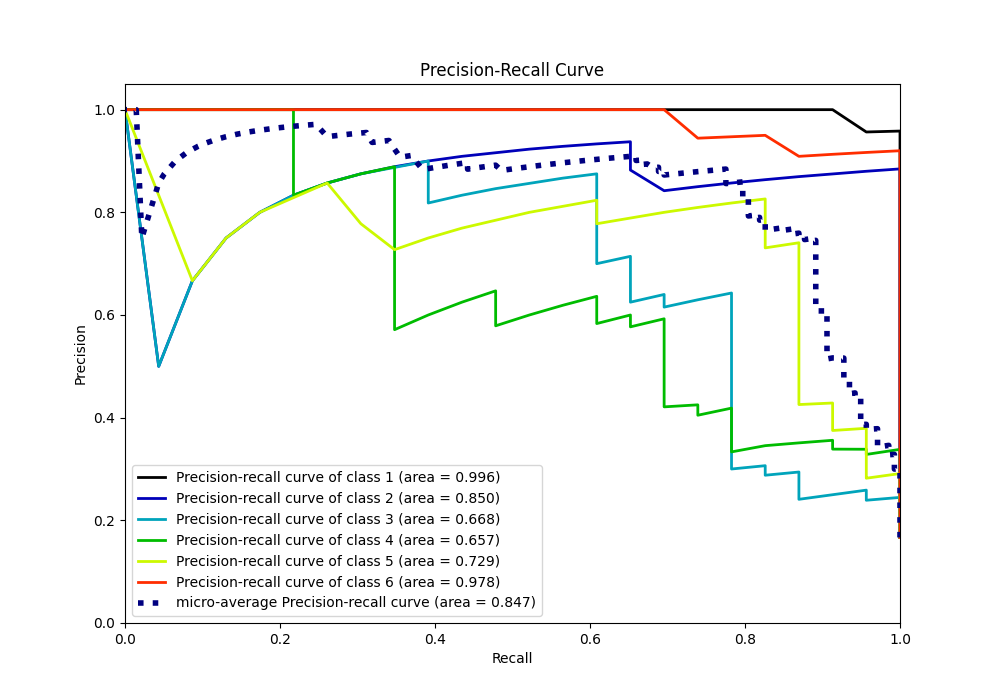 Precision-Recall Curve
1.0
0.8
0.6
0.4
0.2
0.0
Precision
Precision-recall curve of class 1 (area = 0.996)
Precision-recall curve of class 2 (area = 0.850)
Precision-recall curve of class 3 (area = 0.668)
Precision-recall curve of class 4 (area = 0.657)
Precision-recall curve of class 5 (area = 0.729)
Precision-recall curve of class 6 (area = 0.978)
micro-average Precision-recall curve (area = 0.847)
0.0 0.2 0.4 0.6 0.8 1.0
Recall